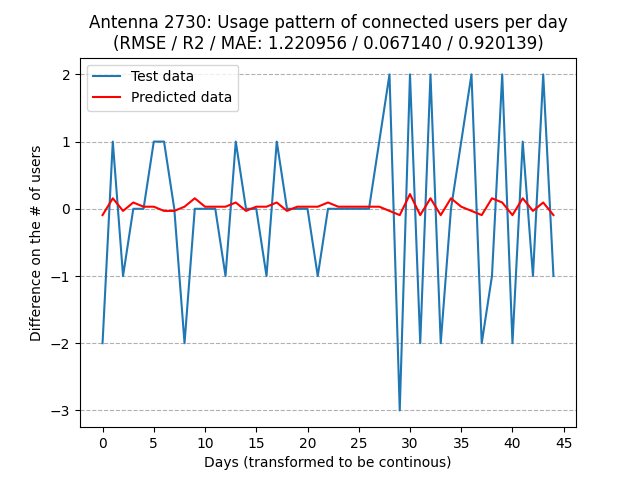 Antenna 2730: Usage pattern of connected users per day
(RMSE / R2 / MAE: 1.220956 / 0.067140 / 0.920139)
Test data
Predicted data
Difference on the # of users
2
1
0
−1
−2
−3
0 5 10 15 20 25 30 35 40 45
Days (transformed to be continous)